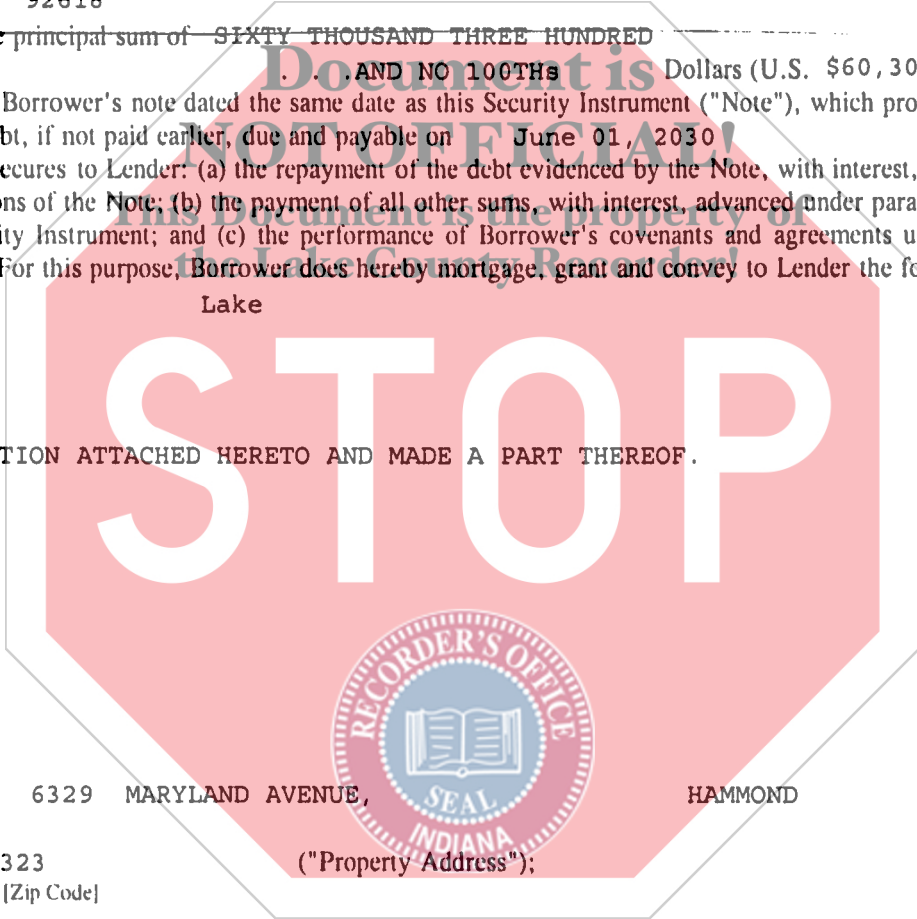 92618
principal sum of SIXTY THOUSAND THREE HUNDRED
. . .AND NO 100THs Dollars (U.S. $60,30
Document is
Borrower's note dated the same date as this Security Instrument ("Note"), which pro
bt, if not paid earlier, due and payable on June 01, 2030
NOT OFFICIAL!
ecures to Lender: (a) the repayment of the debt evidenced by the Note, with interest,
ons of the Note; (b) the payment of all other sums, with interest, advanced under para
This Document is the property of
ity Instrument; and (c) the performance of Borrower's covenants and agreements u
For this purpose, Borrower does hereby mortgage, grant and convey to Lender the fo
the Lake County Recorder!
Lake
STOP
TION ATTACHED HERETO AND MADE A PART THEREOF.
RECORDER'S OFFICE
SEAL
INDIANA
6329 MARYLAND AVENUE, HAMMOND
323 ("Property Address");
[Zip Code]